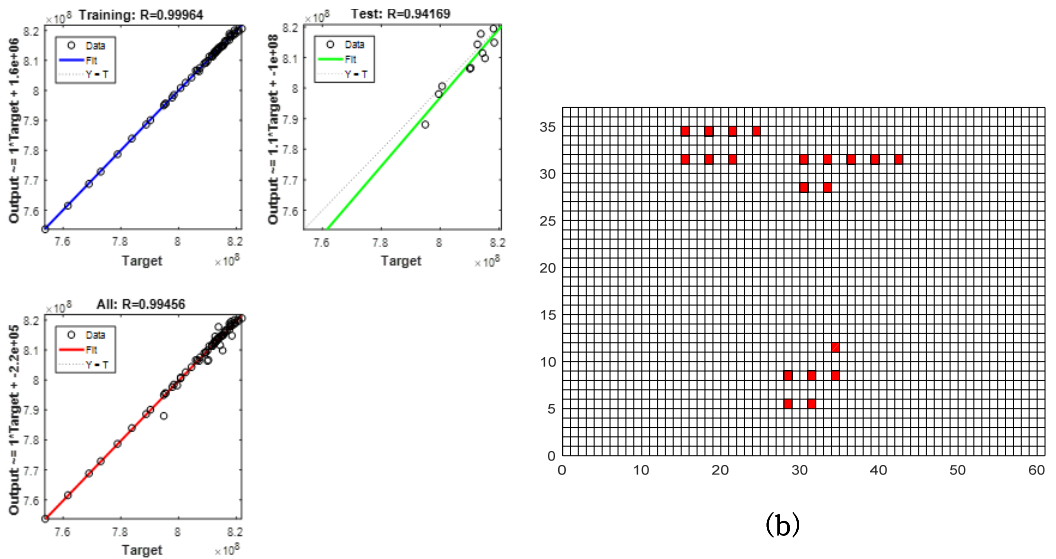 ×10⁸
Training: R=0.99964
Data
Fit
Y = T
Output ~= 1*Target + 1.6e+06
8.2
8.1
8
7.9
7.8
7.7
7.6
7.6
7.8
8
8.2
Target
×10⁸
×10⁸
Test: R=0.94169
Data
Fit
Y = T
Output ~= 1.1*Target + -1e+08
8.2
8.1
8
7.9
7.8
7.7
7.6
7.6
7.8
8
8.2
Target
×10⁸
×10⁸
All: R=0.99456
Data
Fit
Y = T
Output ~= 1*Target + -2.2e+05
8.2
8.1
8
7.9
7.8
7.7
7.6
7.6
7.8
8
8.2
Target
×10⁸
35
30
25
20
15
10
5
0
0
10
20
30
40
50
60
(b)